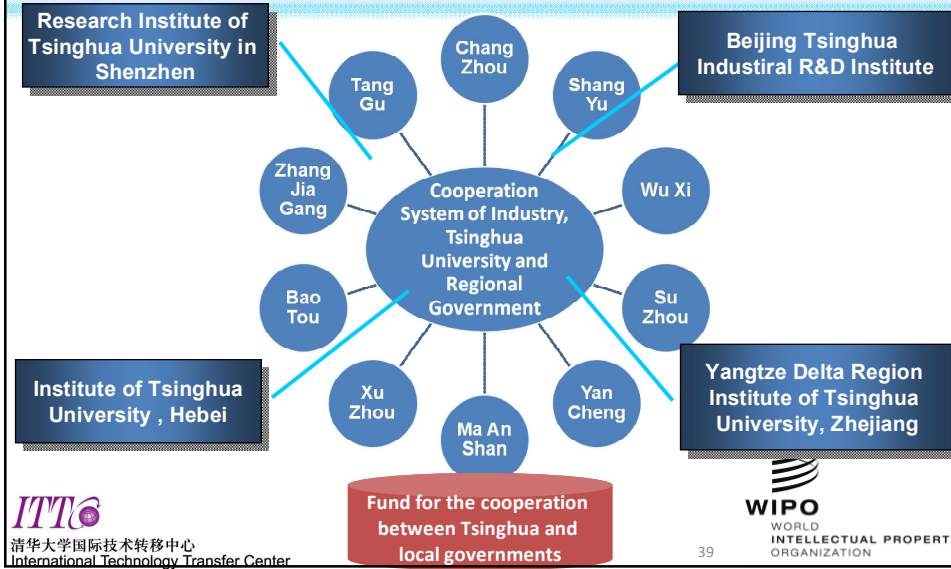 Research Institute of
Tsinghua University in
Shenzhen
Chang
Zhou
Beijing Tsinghua
Industiral R&D Institute
Tang
Gu
Shang
Yu
Zhang
Jia
Gang
Cooperation
System of Industry,
Tsinghua
University and
Regional
Government
Wu Xi
Bao
Tou
Su
Zhou
Institute of Tsinghua
University , Hebei
Xu
Zhou
Ma An
Shan
Yan
Cheng
Yangtze Delta Region
Institute of Tsinghua
University, Zhejiang
Fund for the cooperation
between Tsinghua and
local governments
ITTC
清华大学国际技术转移中心
International Technology Transfer Center
39
WIPO
WORLD
INTELLECTUAL PROPERT
ORGANIZATION